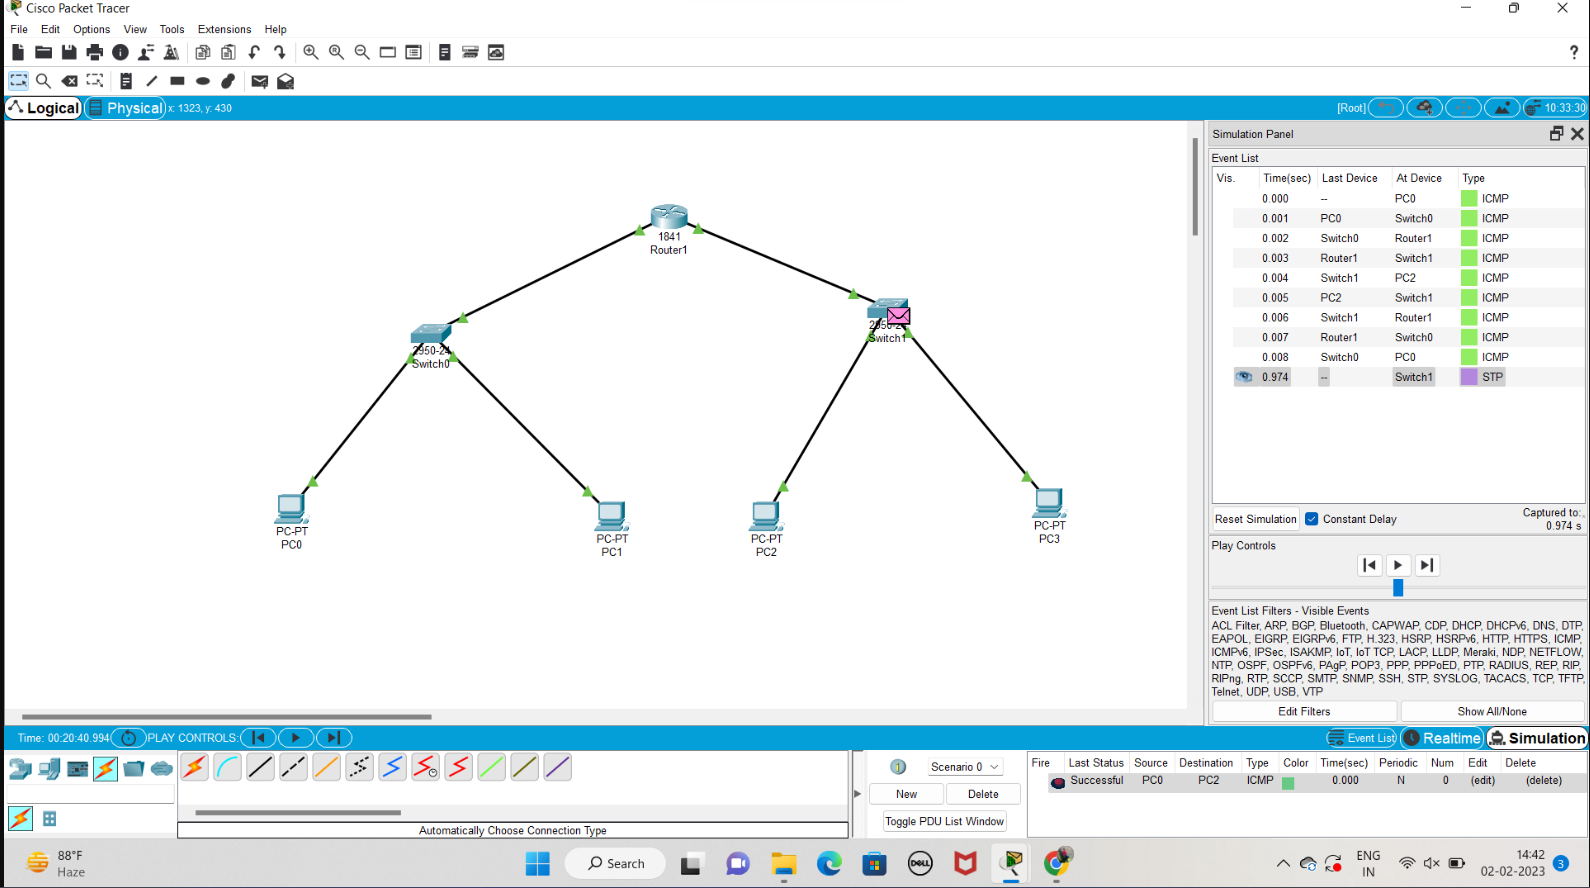 Cisco Packet Tracer
File Edit Options View Tools Extensions Help
?
Logical Physical x: 1323, y: 430 [Root] 10:33:30
Simulation Panel
Event List
Vis. Time(sec) Last Device At Device Type
0.000 -- PC0 ICMP
0.001 PC0 Switch0 ICMP
0.002 Switch0 Router1 ICMP
0.003 Router1 Switch1 ICMP
0.004 Switch1 PC2 ICMP
0.005 PC2 Switch1 ICMP
0.006 Switch1 Router1 ICMP
0.007 Router1 Switch0 ICMP
0.008 Switch0 PC0 ICMP
0.974 -- Switch1 STP
1841
Router1
2950-24
Switch0
Switch1
PC-PT
PC0
PC-PT
PC1
PC-PT
PC2
PC-PT
PC3
Reset Simulation Constant Delay Captured to:
0.974 s
Play Controls
Event List Filters - Visible Events
ACL Filter, ARP, BGP, Bluetooth, CAPWAP, CDP, DHCP, DHCPv6, DNS, DTP,
EAPOL, EIGRP, EIGRPv6, FTP, H.323, HSRP, HSRPv6, HTTP, HTTPS, ICMP,
ICMPv6, IPSec, ISAKMP, IoT, IoT TCP, LACP, LLDP, Meraki, NDP, NETFLOW,
NTP, OSPF, OSPFv6, PAgP, POP3, PPP, PPPoED, PTP, RADIUS, REP, RIP,
RIPng, RTP, SCCP, SMTP, SNMP, SSH, STP, SYSLOG, TACACS, TCP, TFTP,
Telnet, UDP, USB, VTP
Edit Filters Show All/None
Time: 00:20:40.994 PLAY CONTROLS: Event List Realtime Simulation
Scenario 0
New Delete
Toggle PDU List Window
Fire Last Status Source Destination Type Color Time(sec) Periodic Num Edit Delete
Successful PC0 PC2 ICMP 0.000 N 0 (edit) (delete)
Automatically Choose Connection Type
88°F
Haze
Search
DELL
ENG
IN
14:42
02-02-2023
3